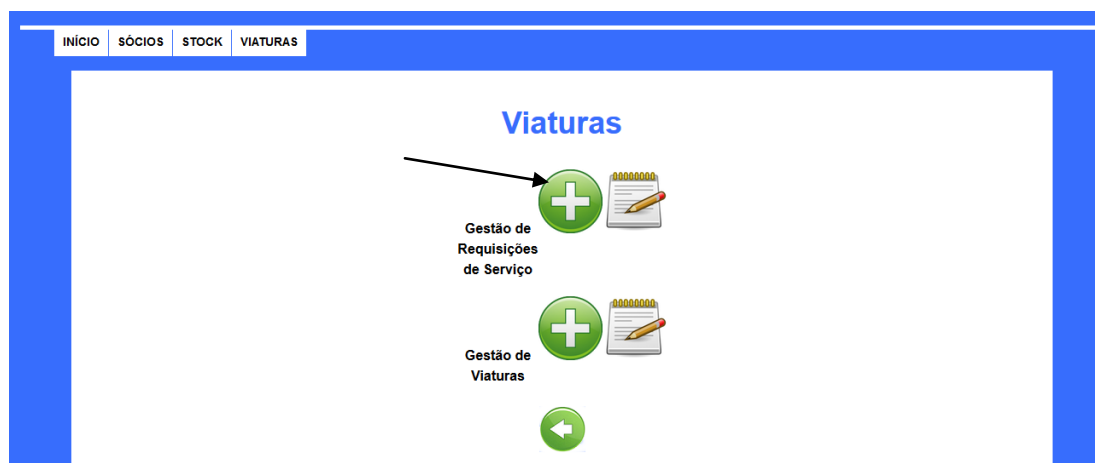 INÍCIO SÓCIOS STOCK VIATURAS
Viaturas
Gestão de
Requisições
de Serviço
Gestão de
Viaturas